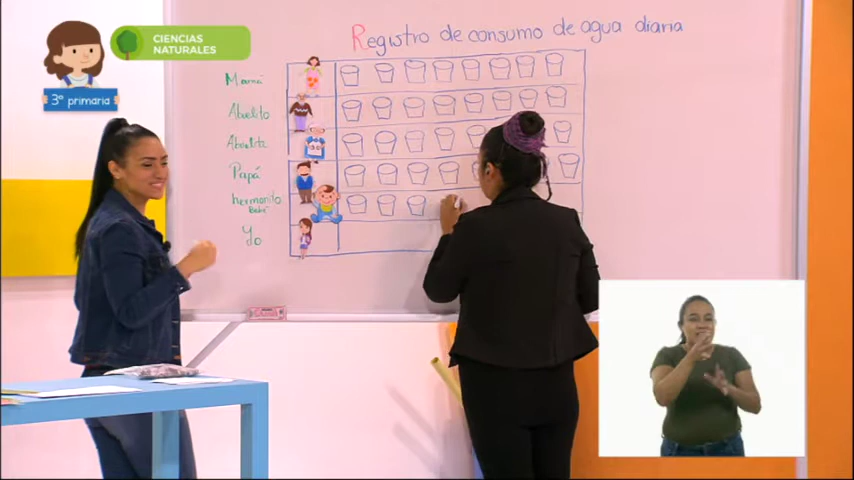 CIENCIAS
NATURALES
3° primaria
Registro de consumo de agua diaria
Mamá
Abuelito
Abuelita
Papá
hermanito
Bebé
Yo